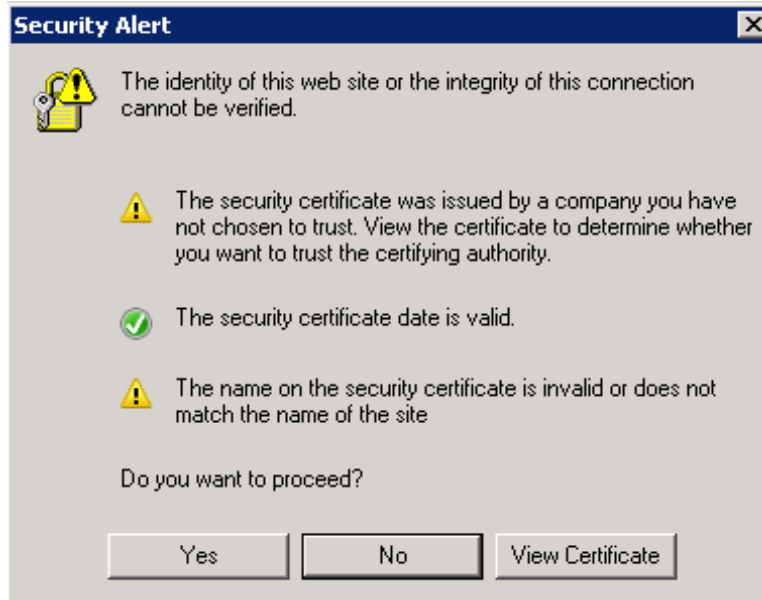 Security Alert
The identity of this web site or the integrity of this connection
cannot be verified.
The security certificate was issued by a company you have
not chosen to trust. View the certificate to determine whether
you want to trust the certifying authority.
The security certificate date is valid.
The name on the security certificate is invalid or does not
match the name of the site
Do you want to proceed?
Yes No View Certificate